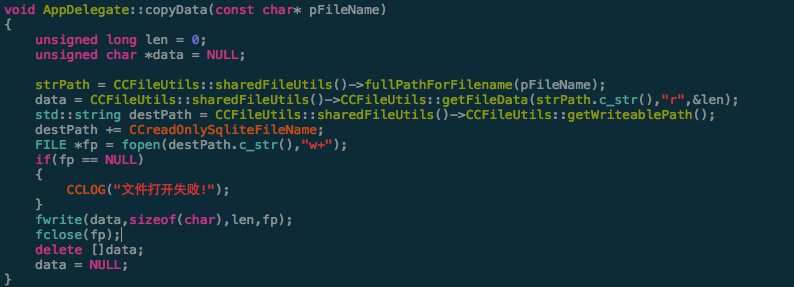 void AppDelegate::copyData(const char* pFileName)
{
    unsigned long len = 0;
    unsigned char *data = NULL;

    strPath = CCFileUtils::sharedFileUtils()->fullPathForFilename(pFileName);
    data = CCFileUtils::sharedFileUtils()->CCFileUtils::getFileData(strPath.c_str(),"r",&len);
    std::string destPath = CCFileUtils::sharedFileUtils()->CCFileUtils::getWriteablePath();
    destPath += CCreadOnlySqliteFileName;
    FILE *fp = fopen(destPath.c_str(),"w+");
    if(fp == NULL)
    {
        CCLOG("文件打开失败!");
    }
    fwrite(data,sizeof(char),len,fp);
    fclose(fp);
    delete []data;
    data = NULL;
}